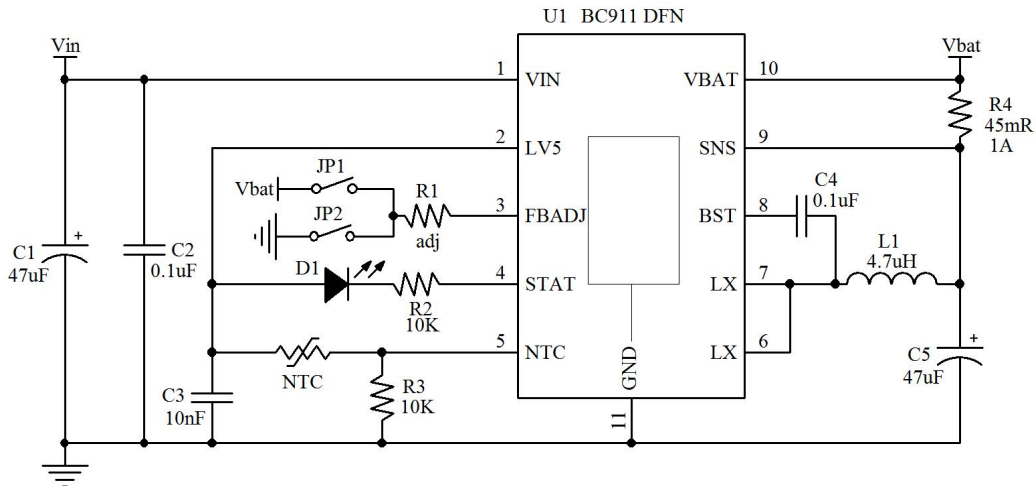 U1 BC911 DFN
Vin
Vbat
1
VIN
VBAT
10
R4
45mR
1A
2
LV5
SNS
9
JP1
Vbat
R1
C4
0.1uF
JP2
3
FBADJ
BST
8
adj
C1
+
47uF
C2
0.1uF
D1
L1
4.7uH
4
STAT
LX
7
R2
10K
5
NTC
LX
6
NTC
C5
+
47uF
C3
10nF
R3
10K
GND
11